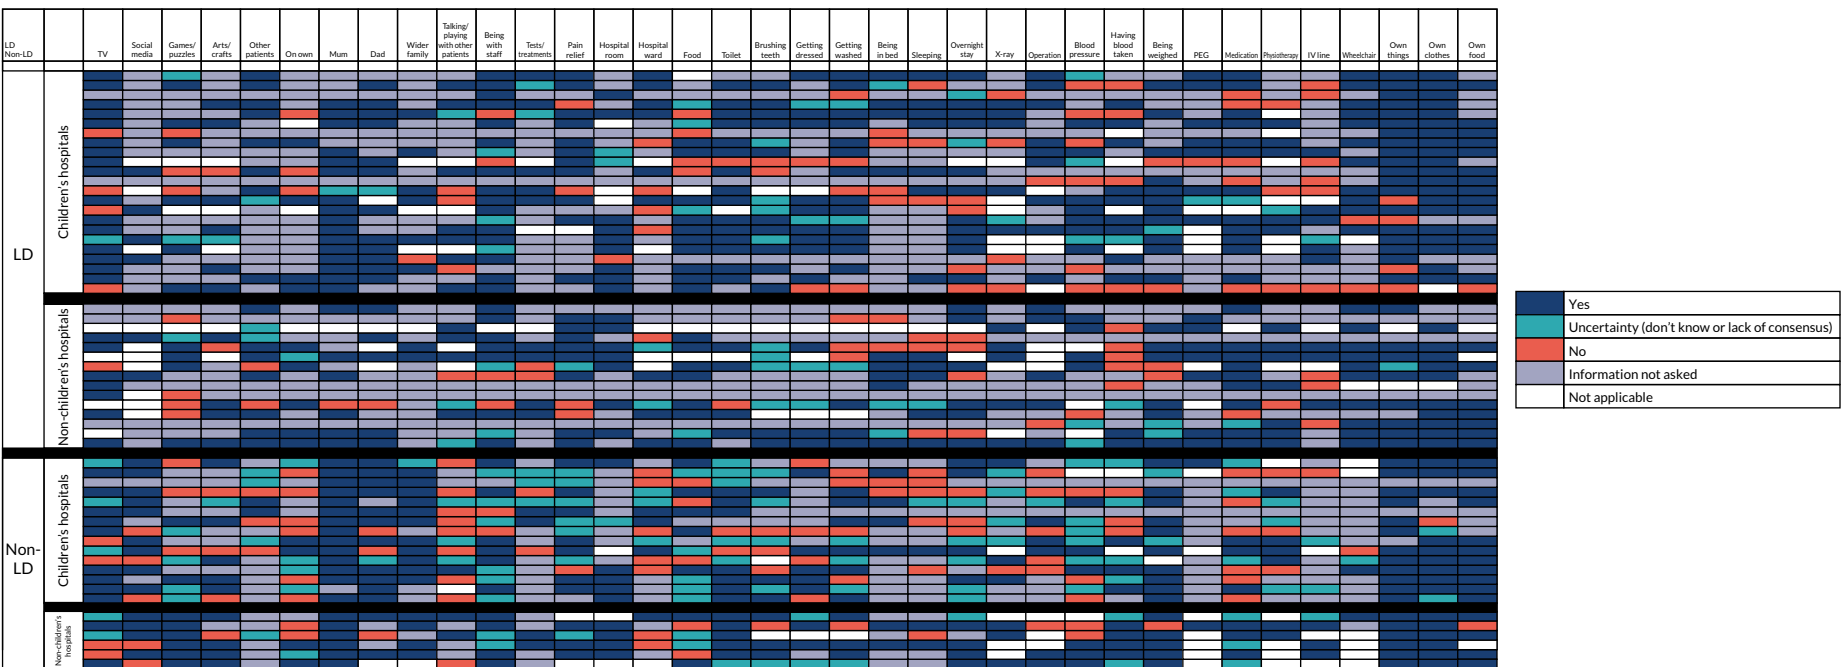 LD
Non-LD
TV
Social
media
Games/
puzzles
Arts/
crafts
Other
patients
On own
Mum
Dad
Wider
family
Talking/
playing
with other
patients
Being
with
staff
Tests/
treatments
Pain
relief
Hospital
room
Hospital
ward
Food
Toilet
Brushing
teeth
Getting
dressed
Getting
washed
Being
in bed
Sleeping
Overnight
stay
X-ray
Operation
Blood
pressure
Having
blood
taken
Being
weighed
PEG
Medication
Physiotherapy
IV line
Wheelchair
Own
things
Own
clothes
Own
food
LD
Children's hospitals
Non-children's hospitals
Non-
LD
Children's hospitals
Non-children's
hospitals
Yes
Uncertainty (don't know or lack of consensus)
No
Information not asked
Not applicable